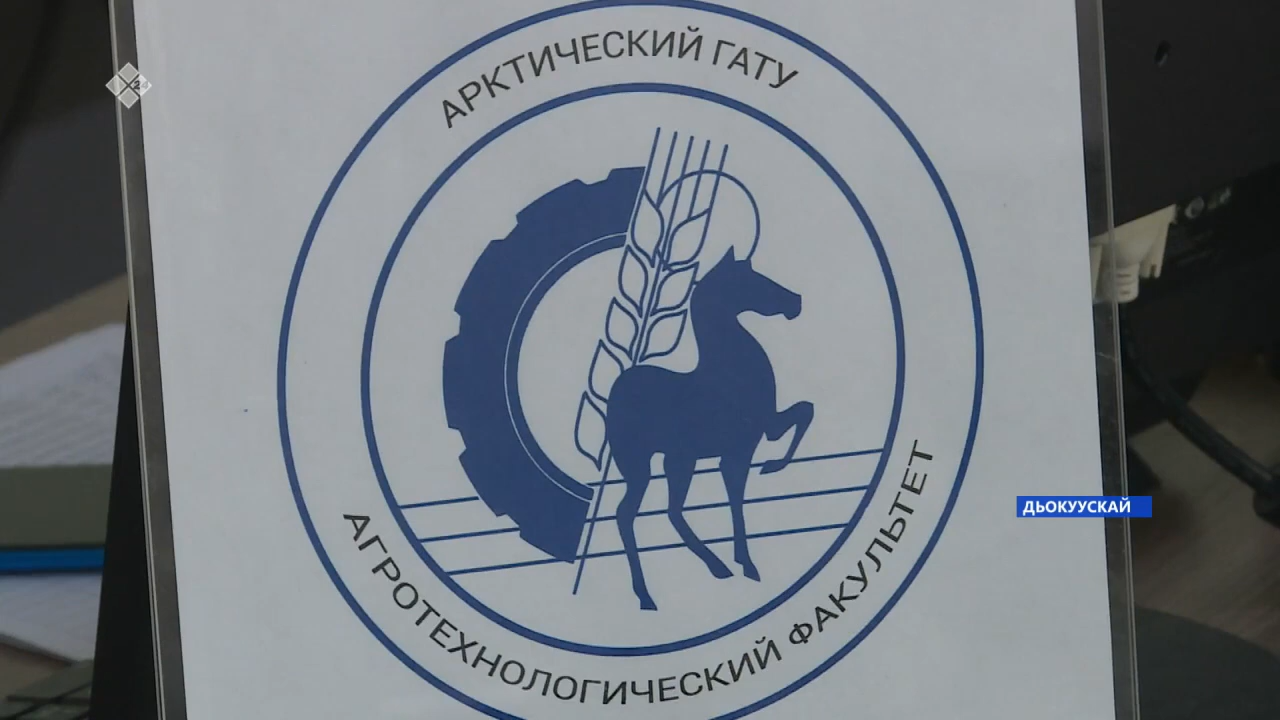 АРКТИЧЕСКИЙ ГАТУ
АГРОТЕХНОЛОГИЧЕСКИЙ ФАКУЛЬТЕТ
ДЬОКУУСКАЙ